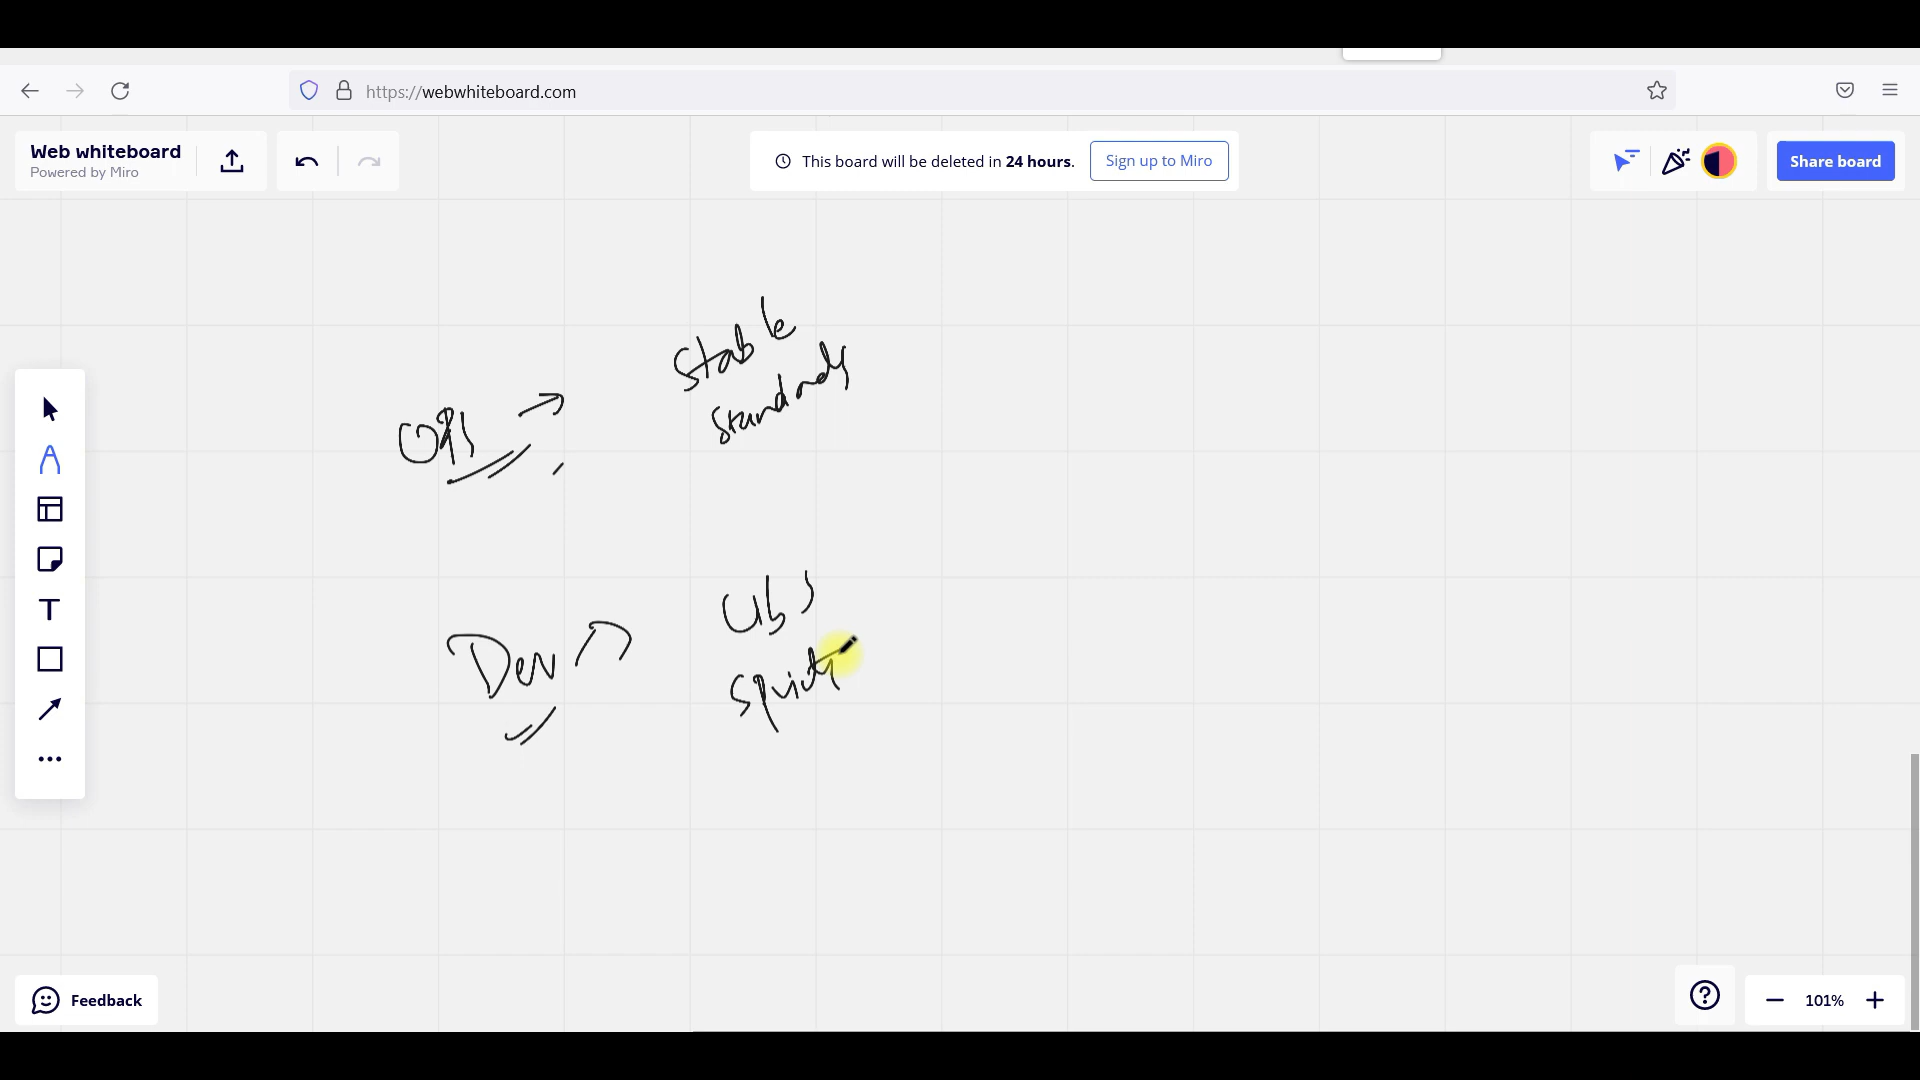 https://webwhiteboard.com
Web whiteboard
Powered by Miro
This board will be deleted in 24 hours.
Sign up to Miro
Share board
Stable
Standards
Ops
Dev
T
Feedback
101%